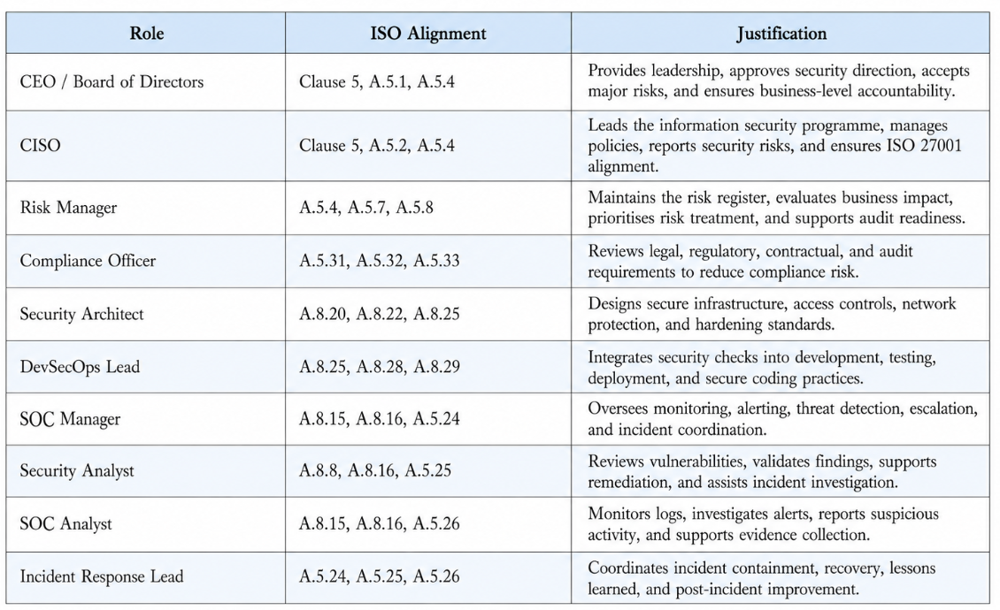 Role
ISO Alignment
Justification
CEO / Board of Directors
Clause 5, A.5.1, A.5.4
Provides leadership, approves security direction, accepts
major risks, and ensures business-level accountability.
CISO
Clause 5, A.5.2, A.5.4
Leads the information security programme, manages
policies, reports security risks, and ensures ISO 27001
alignment.
Risk Manager
A.5.4, A.5.7, A.5.8
Maintains the risk register, evaluates business impact,
prioritises risk treatment, and supports audit readiness.
Compliance Officer
A.5.31, A.5.32, A.5.33
Reviews legal, regulatory, contractual, and audit
requirements to reduce compliance risk.
Security Architect
A.8.20, A.8.22, A.8.25
Designs secure infrastructure, access controls, network
protection, and hardening standards.
DevSecOps Lead
A.8.25, A.8.28, A.8.29
Integrates security checks into development, testing,
deployment, and secure coding practices.
SOC Manager
A.8.15, A.8.16, A.5.24
Oversees monitoring, alerting, threat detection, escalation,
and incident coordination.
Security Analyst
A.8.8, A.8.16, A.5.25
Reviews vulnerabilities, validates findings, supports
remediation, and assists incident investigation.
SOC Analyst
A.8.15, A.8.16, A.5.26
Monitors logs, investigates alerts, reports suspicious
activity, and supports evidence collection.
Incident Response Lead
A.5.24, A.5.25, A.5.26
Coordinates incident containment, recovery, lessons
learned, and post-incident improvement.